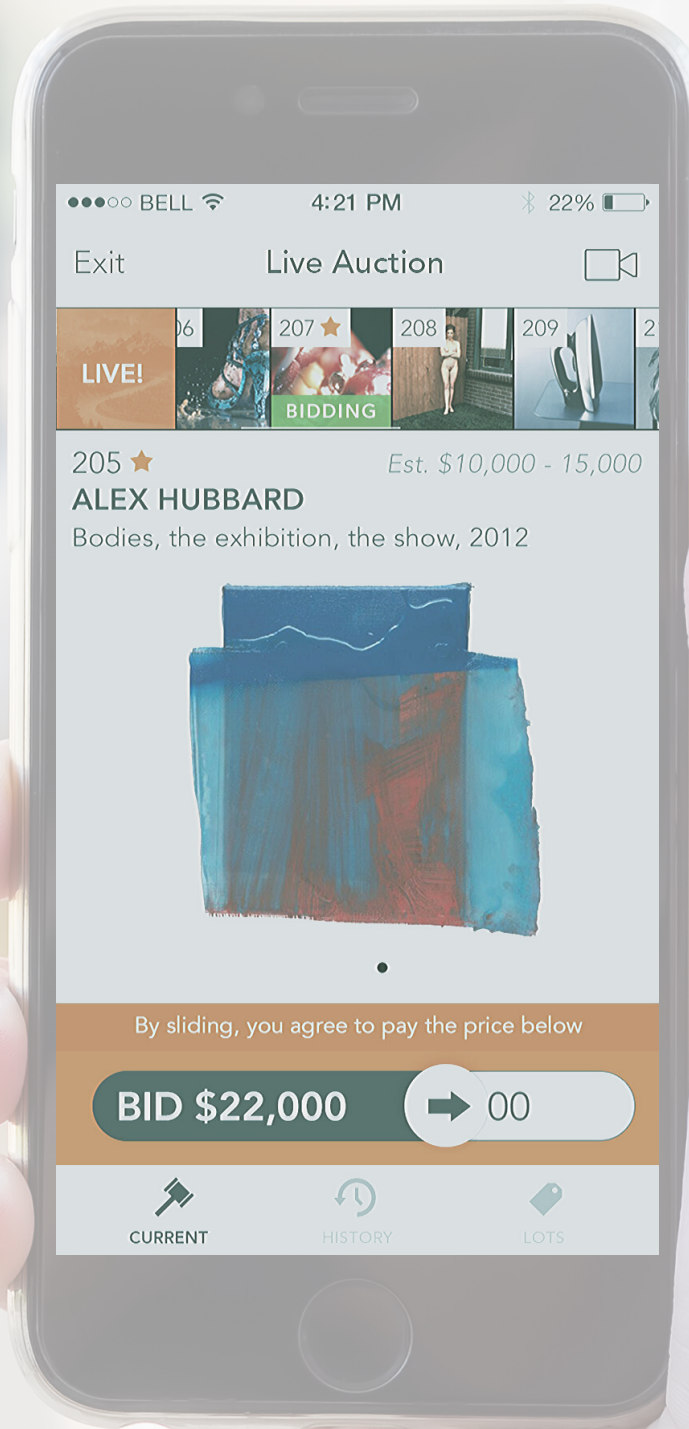 BELL 4:21 PM 22%
Exit Live Auction
LIVE! 06 207 208 209 2
BIDDING
205 Est. $10,000 - 15,000
ALEX HUBBARD
Bodies, the exhibition, the show, 2012
By sliding, you agree to pay the price below
BID $22,000 00
CURRENT HISTORY LOTS